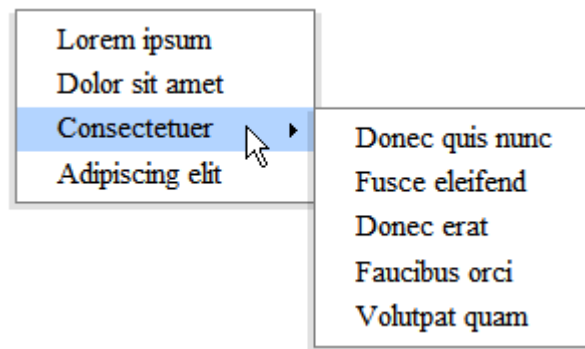 Lorem ipsum
Dolor sit amet
Consectetuer
Adipiscing elit
Donec quis nunc
Fusce eleifend
Donec erat
Faucibus orci
Volutpat quam